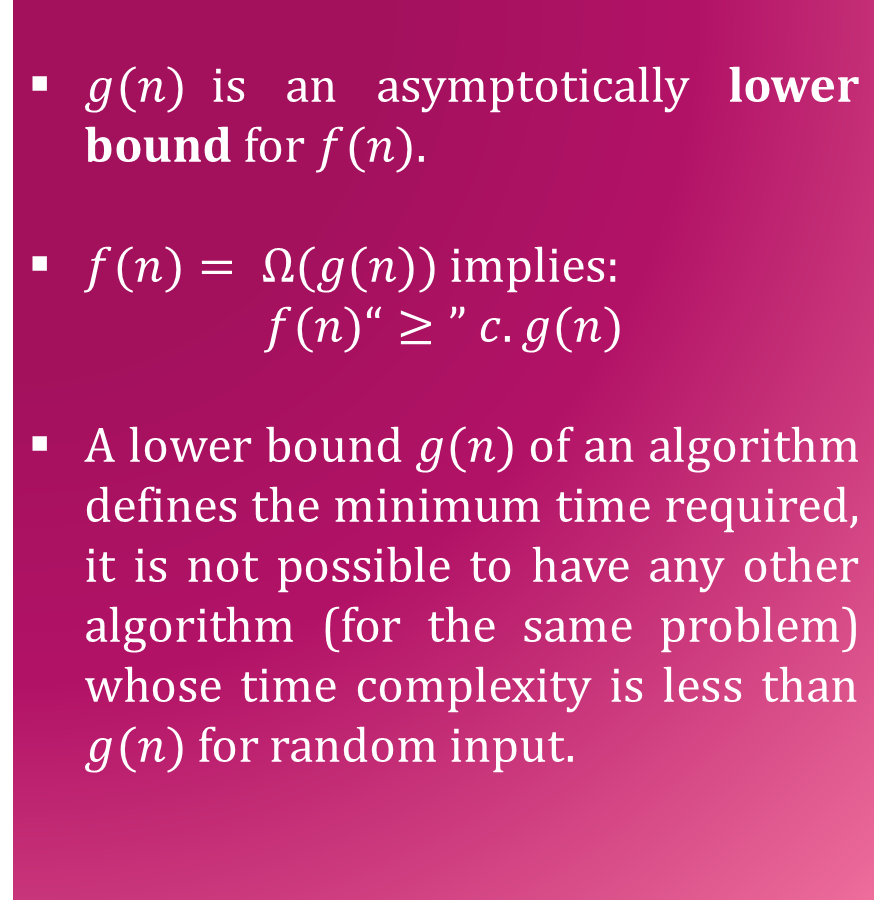 ▪ g(n) is an asymptotically lower
bound for f(n).
▪ f(n) = Ω(g(n)) implies:
f(n)“ ≥ ” c. g(n)
▪ A lower bound g(n) of an algorithm
defines the minimum time required,
it is not possible to have any other
algorithm (for the same problem)
whose time complexity is less than
g(n) for random input.